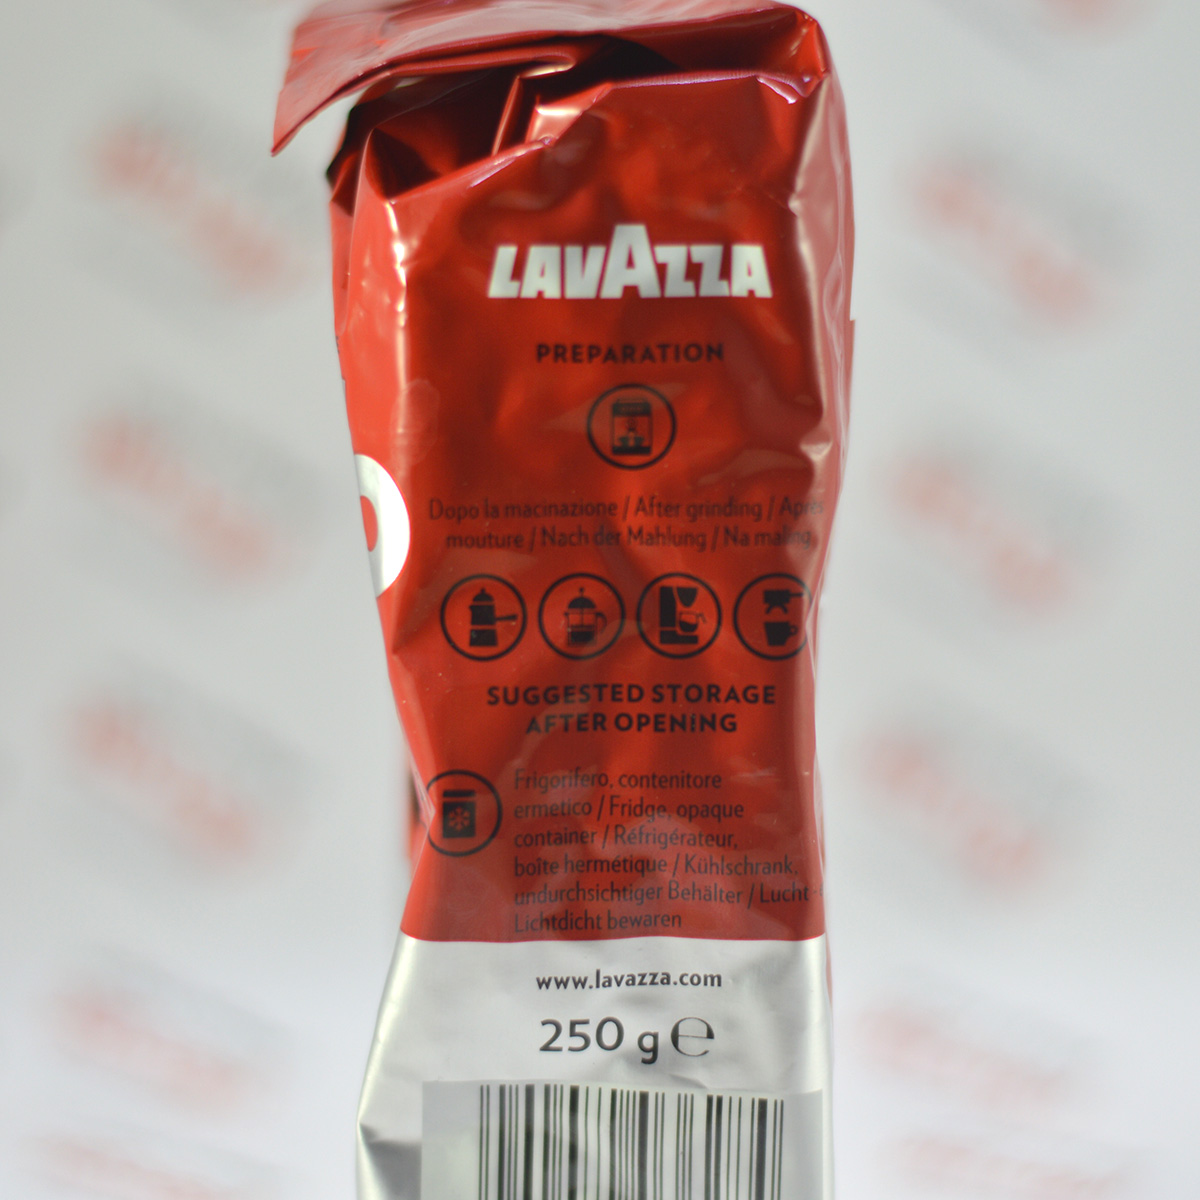 LAVAZZA
PREPARATION
Dopo la macinazione / After grinding / Après
mouture / Nach der Mahlung / Na maling
SUGGESTED STORAGE
AFTER OPENING
Frigorifero, contenitore
ermetico / Fridge, opaque
container / Réfrigérateur,
boîte hermétique / Kühlschrank,
undurchsichtiger Behälter / Lucht-
Lichtdicht bewaren
www.lavazza.com
250 g ℮